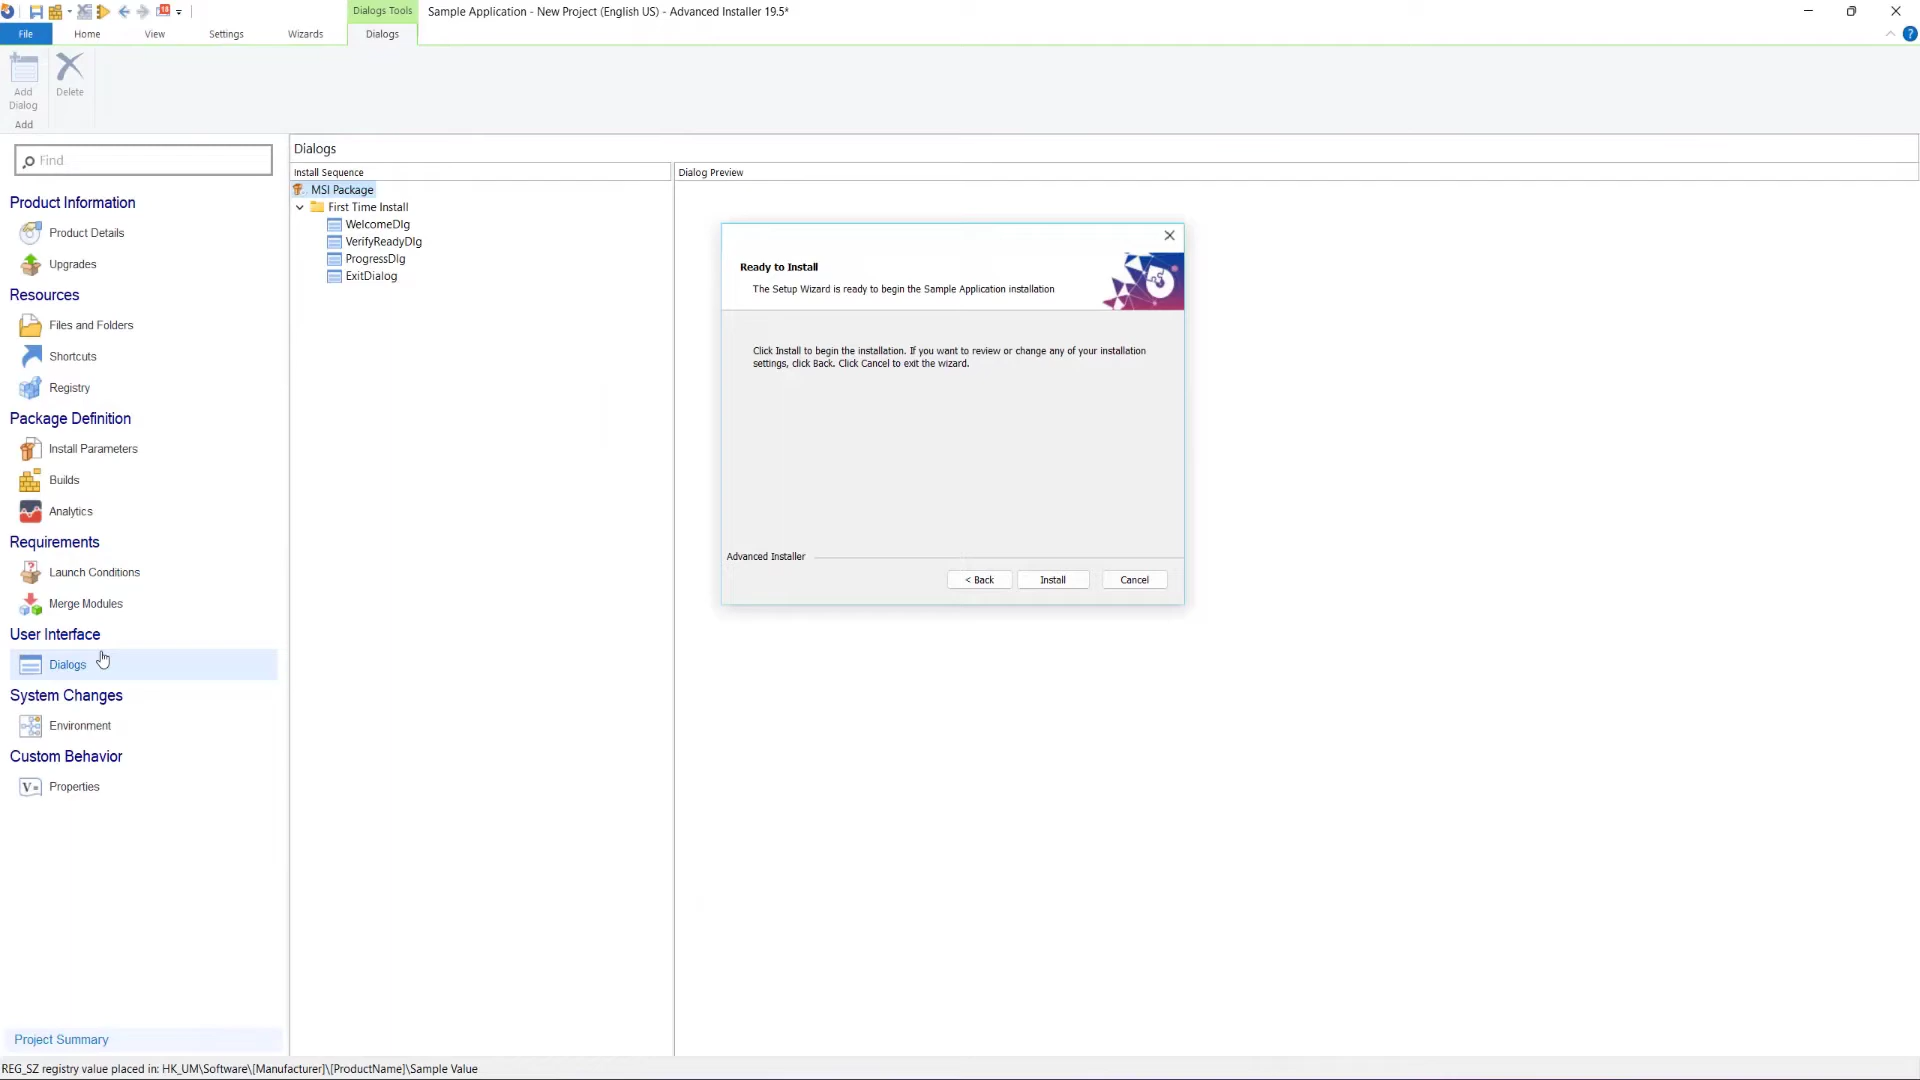 Dialogs Tools
Sample Application - New Project (English US) - Advanced Installer 19.5*
File
Home
View
Settings
Wizards
Dialogs
Add
Dialog
Delete
Add
Find
Product Information
Product Details
Upgrades
Resources
Files and Folders
Shortcuts
Registry
Package Definition
Install Parameters
Builds
Analytics
Requirements
Launch Conditions
Merge Modules
User Interface
Dialogs
System Changes
Environment
Custom Behavior
Properties
Project Summary
Dialogs
Install Sequence
MSI Package
First Time Install
WelcomeDlg
VerifyReadyDlg
ProgressDlg
ExitDialog
Dialog Preview
Ready to Install
The Setup Wizard is ready to begin the Sample Application installation
Click Install to begin the installation. If you want to review or change any of your installation
settings, click Back. Click Cancel to exit the wizard.
Advanced Installer
< Back
Install
Cancel
REG_SZ registry value placed in: HK_UM\Software\[Manufacturer]\[ProductName]\Sample Value